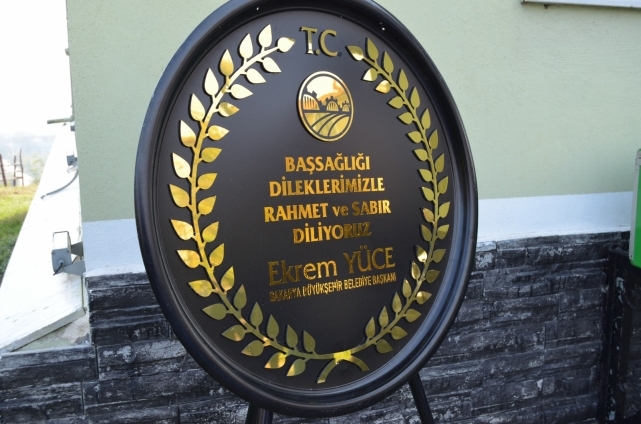 T.C.
BAŞSAĞLIĞI
DİLEKLERİMİZLE
RAHMET ve SABIR
DİLİYORUZ
Ekrem YÜCE
SAKARYA BÜYÜKŞEHİR BELEDİYE BAŞKANI